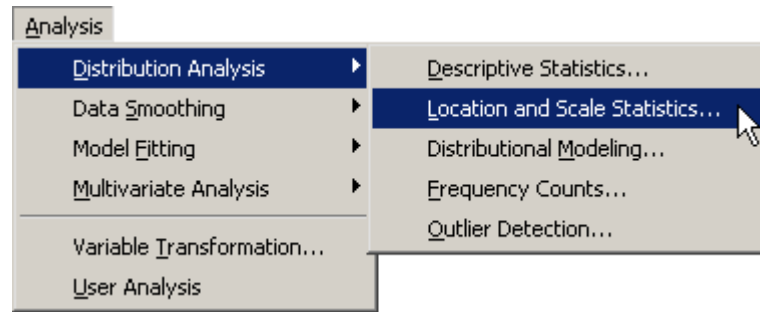 Analysis
Distribution Analysis
Data Smoothing
Model Fitting
Multivariate Analysis
Variable Transformation...
User Analysis
Descriptive Statistics...
Location and Scale Statistics...
Distributional Modeling...
Frequency Counts...
Outlier Detection...